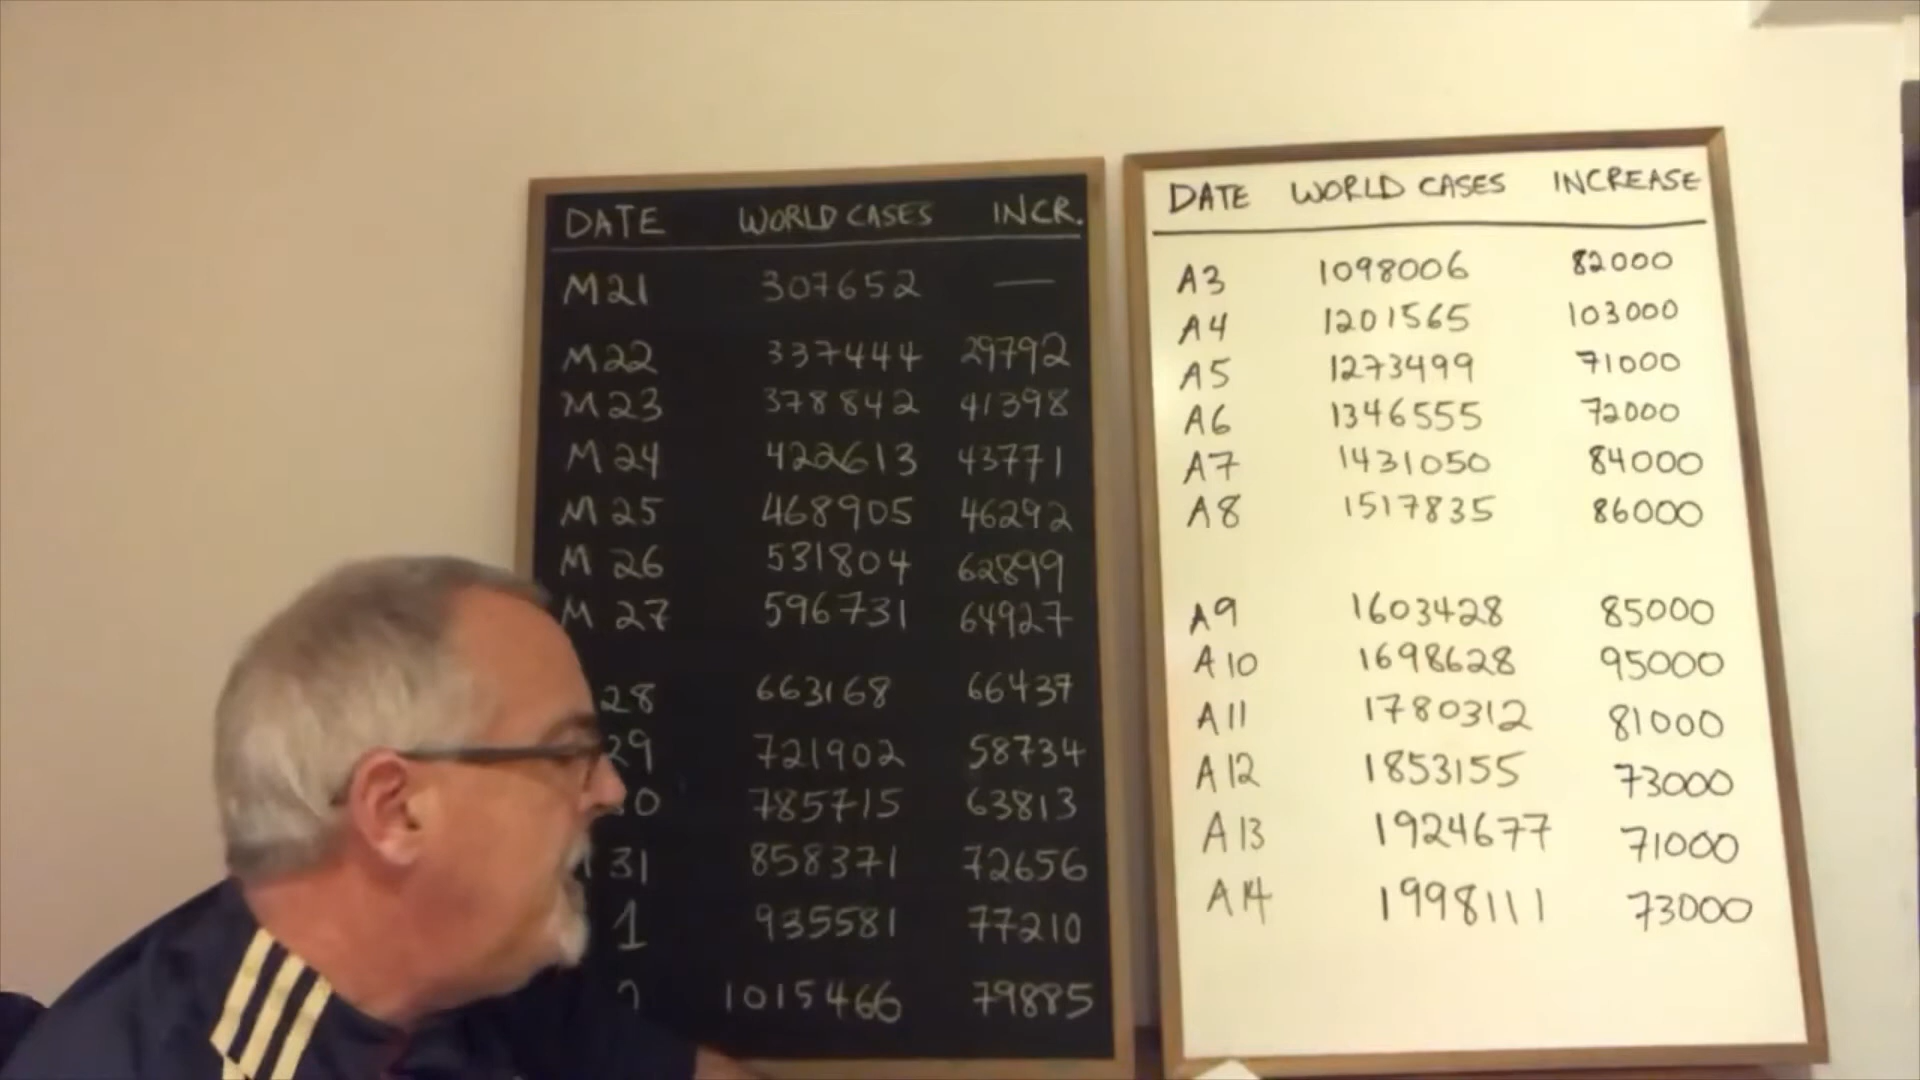 DATE WORLD CASES INCR.
M21 307652 —
M22 337444 29792
M23 378842 41398
M24 422613 43771
M25 468905 46292
M26 531804 62899
M27 596731 64927
28 663168 66437
29 721902 58734
0 785715 63813
31 858371 72656
1 935581 77210
1015466 79885
DATE WORLD CASES INCREASE
A3 1098006 82000
A4 1201565 103000
A5 1273499 71000
A6 1346555 72000
A7 1431050 84000
A8 1517835 86000
A9 1603428 85000
A10 1698628 95000
A11 1780312 81000
A12 1853155 73000
A13 1924677 71000
A14 1998111 73000